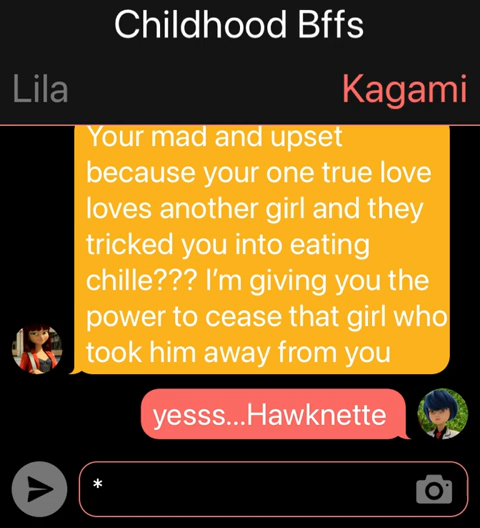 Childhood Bffs
Lila
Kagami
Your mad and upset
because your one true love
loves another girl and they
tricked you into eating
chille??? I'm giving you the
power to cease that girl who
took him away from you
yesss...Hawknette
*